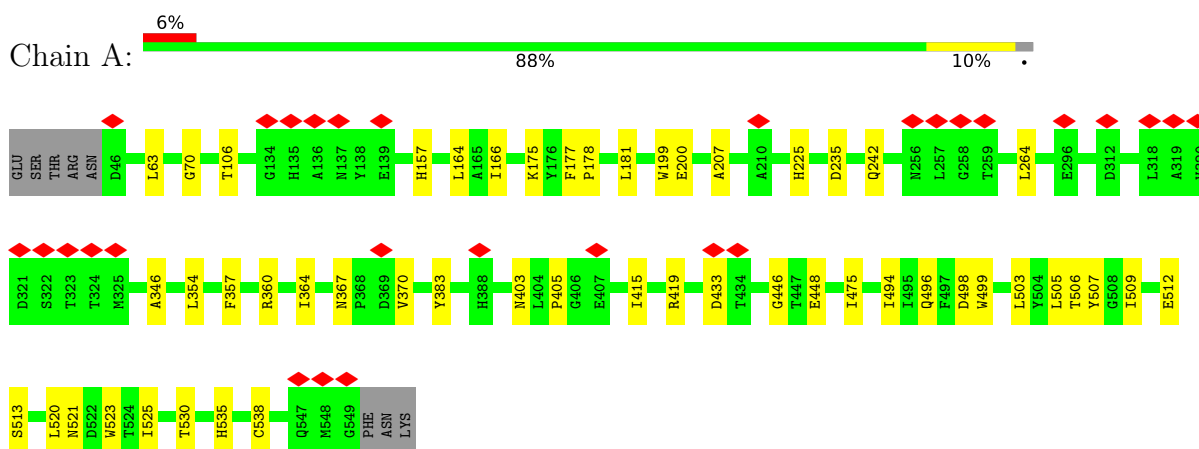 6%
Chain A:
88% 10% •
GLU SER THR ARG ASN D46 L63 G70 T106 G134 H135 A136 N137 Y138 E139 H157 L164 A165 I166 K175 Y176 F177 P178 L181 W199 E200 A207 A210 H225 D235 Q242 N256 L257 G258 T259 L264 E296 D312 L318 A319
D321 S322 T323 T324 M325 A346 L354 F357 R360 I364 N367 P368 D369 V370 Y383 H388 N403 L404 P405 G406 E407 I415 R419 D433 T434 G446 T447 E448 I475 I494 I495 Q496 F497 D498 W499 L503 Y504 L505 T506 Y507 G508 I509 E512
S513 L520 N521 D522 W523 T524 I525 T530 H535 C538 Q547 M548 G549 PHE ASN LYS